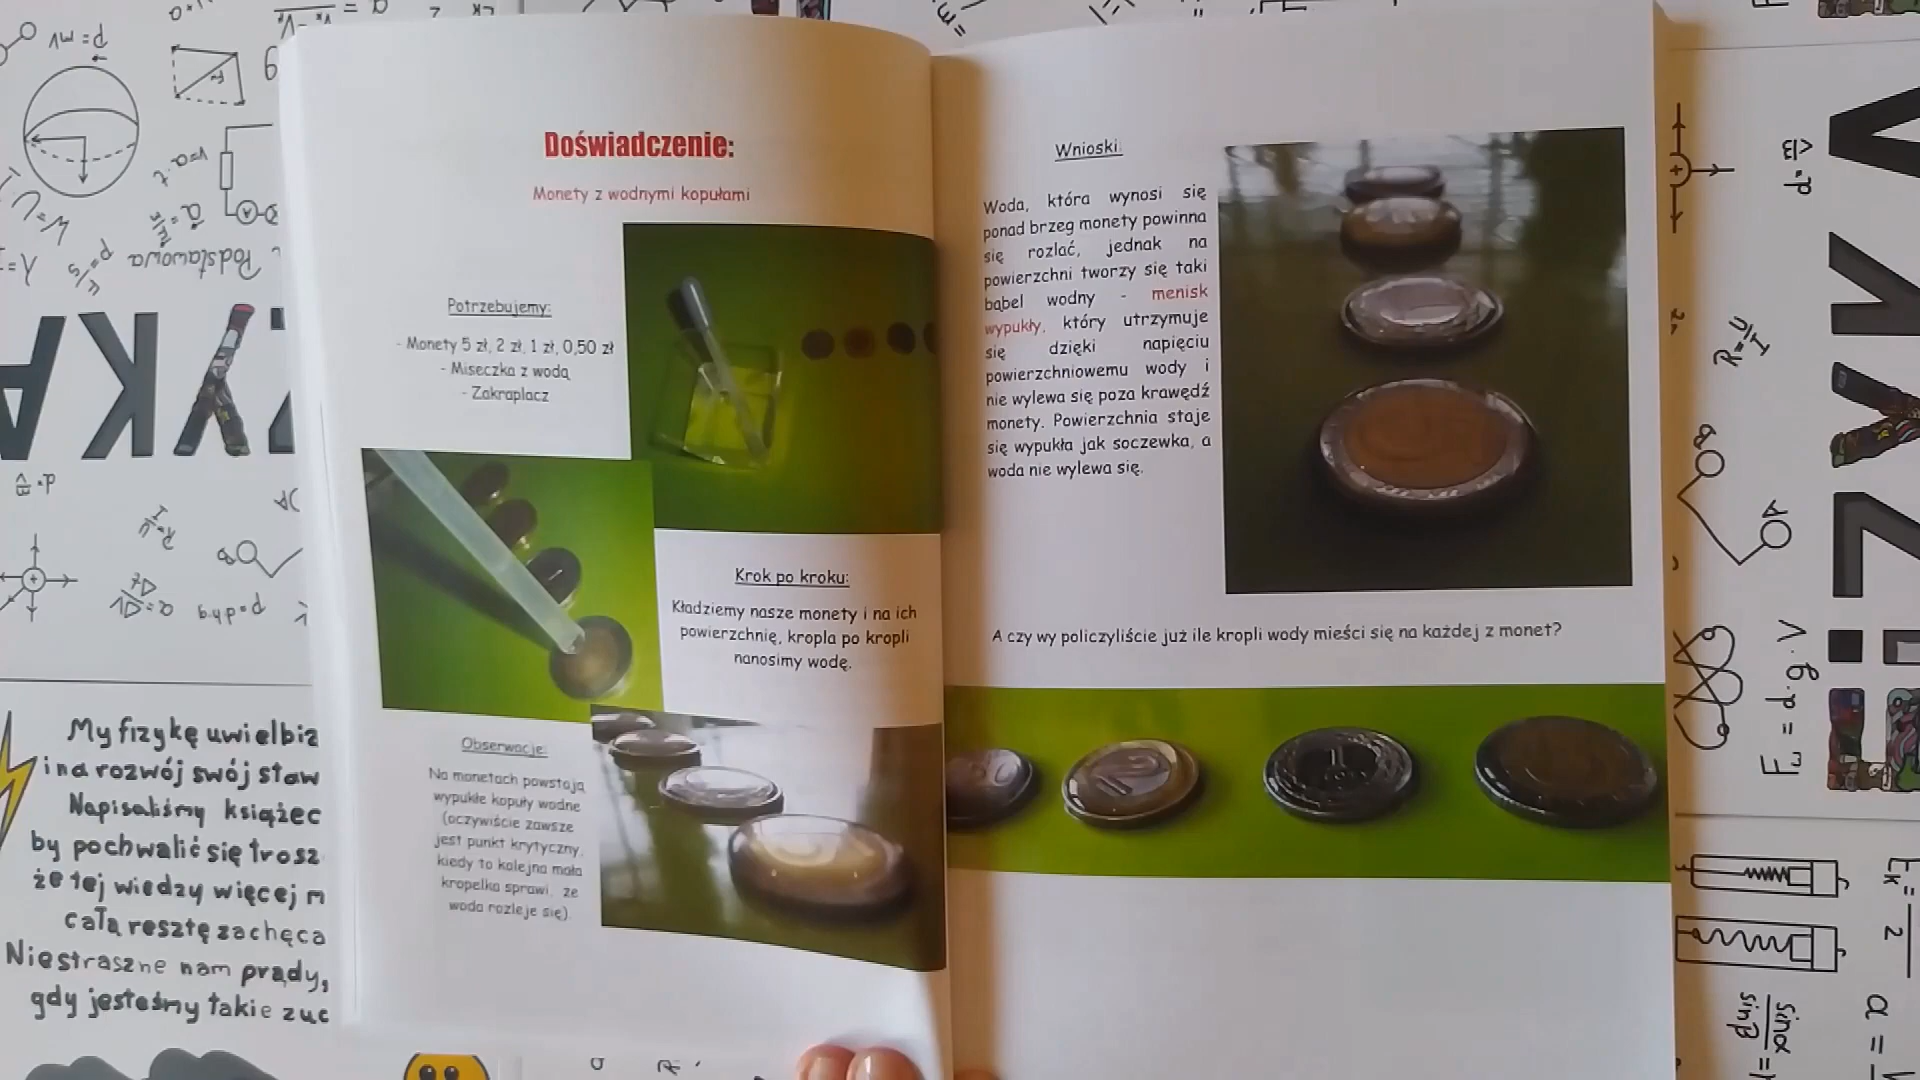 Doświadczenie:
Monety z wodnymi kopułami
Potrzebujemy:
- Monety 5 zł, 2 zł, 1 zł, 0,50 zł
- Miseczka z wodą
- Zakraplacz
Krok po kroku:
Kładziemy nasze monety i na ich
powierzchnię, kropla po kropli
nanosimy wodę.
Obserwacje:
Na monetach powstają
wypukłe kopuły wodne
(oczywiście zawsze
jest punkt krytyczny,
kiedy to kolejna mała
kropelka sprawi, że
woda rozleje się).
Wnioski:
Woda, która wynosi się
ponad brzeg monety powinna
się rozlać, jednak na
powierzchni tworzy się taki
bąbel wodny - menisk
wypukły, który utrzymuje
się dzięki napięciu
powierzchniowemu wody i
nie wylewa się poza krawędź
monety. Powierzchnia staje
się wypukła jak soczewka, a
woda nie wylewa się.
A czy wy policzyliście już ile kropli wody mieści się na każdej z monet?
My fizykę uwielbia
i na rozwój swój staw
Napisaliśmy książec
by pochwalić się trosz
że tej wiedzy więcej m
całą resztę zachęca
Niestraszne nam prądy,
gdy jesteśmy takie zuc
p=mv
W=U·I
Podstawowa
R=U/I
a=ΔV/Δt
p=d·h·g
Fw = p·g·V
sinα
sinβ